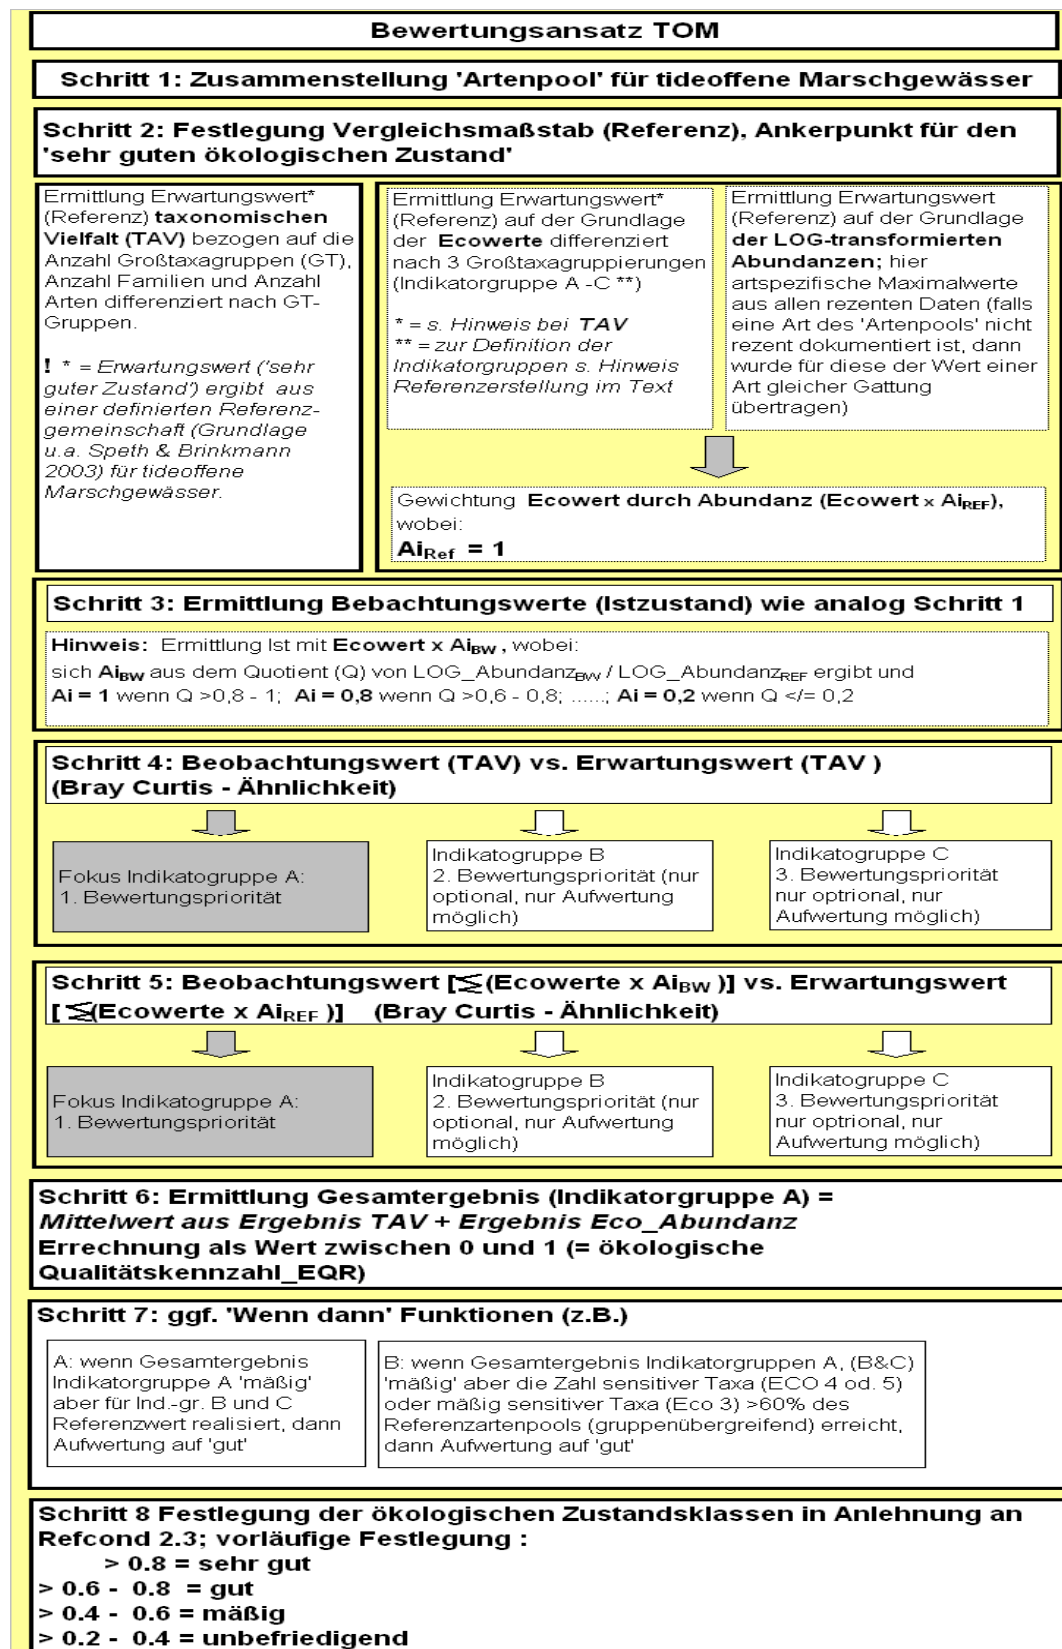 Bewertungsansatz TOM
Schritt 1: Zusammenstellung 'Artenpool' für tideoffene Marschgewässer
Schritt 2: Festlegung Vergleichsmaßstab (Referenz), Ankerpunkt für den
'sehr guten ökologischen Zustand'
Ermittlung Erwartungswert*
(Referenz) taxonomischen
Vielfalt (TAV) bezogen auf die
Anzahl Großtaxagruppen (GT),
Anzahl Familien und Anzahl
Arten differenziert nach GT-
Gruppen.
! * = Erwartungswert ('sehr
guter Zustand') ergibt aus
einer definierten Referenz-
gemeinschaft (Grundlage
u.a. Speth & Brinkmann
2003) für tideoffene
Marschgewässer.
Ermittlung Erwartungswert*
(Referenz) auf der Grundlage
der Ecowerte differenziert
nach 3 Großtaxagruppierungen
(Indikatorgruppe A -C **)
* = s. Hinweis bei TAV
** = zur Definition der
Indikatorgruppen s. Hinweis
Referenzerstellung im Text
Ermittlung Erwartungswert
(Referenz) auf der Grundlage
der LOG-transformierten
Abundanzen; hier
artspezifische Maximalwerte
aus allen rezenten Daten (falls
eine Art des 'Artenpools' nicht
rezent dokumentiert ist, dann
wurde für diese der Wert einer
Art gleicher Gattung
übertragen)
Gewichtung Ecowert durch Abundanz (Ecowert x AiREF),
wobei:
AiRef = 1
Schritt 3: Ermittlung Bebachtungswerte (Istzustand) wie analog Schritt 1
Hinweis: Ermittlung Ist mit Ecowert x AiBW, wobei:
sich AiBW aus dem Quotient (Q) von LOG_AbundanzBW / LOG_AbundanzREF ergibt und
Ai = 1 wenn Q >0,8 - 1; Ai = 0,8 wenn Q >0,6 - 0,8; ......; Ai = 0,2 wenn Q </= 0,2
Schritt 4: Beobachtungswert (TAV) vs. Erwartungswert (TAV )
(Bray Curtis - Ähnlichkeit)
Fokus Indikatogruppe A:
1. Bewertungspriorität
Indikatogruppe B
2. Bewertungspriorität (nur
optional, nur Aufwertung
möglich)
Indikatogruppe C
3. Bewertungspriorität
nur optrional, nur
Aufwertung möglich)
Schritt 5: Beobachtungswert [≤(Ecowerte x AiBW )] vs. Erwartungswert
[ ≤(Ecowerte x AiREF )] (Bray Curtis - Ähnlichkeit)
Fokus Indikatogruppe A:
1. Bewertungspriorität
Indikatogruppe B
2. Bewertungspriorität (nur
optional, nur Aufwertung
möglich)
Indikatogruppe C
3. Bewertungspriorität
nur optrional, nur
Aufwertung möglich)
Schritt 6: Ermittlung Gesamtergebnis (Indikatorgruppe A) =
Mittelwert aus Ergebnis TAV + Ergebnis Eco_Abundanz
Errechnung als Wert zwischen 0 und 1 (= ökologische
Qualitätskennzahl_EQR)
Schritt 7: ggf. 'Wenn dann' Funktionen (z.B.)
A: wenn Gesamtergebnis
Indikatorgruppe A 'mäßig'
aber für Ind.-gr. B und C
Referenzwert realisiert, dann
Aufwertung auf 'gut'
B: wenn Gesamtergebnis Indikatorgruppen A, (B&C)
'mäßig' aber die Zahl sensitiver Taxa (ECO 4 od. 5)
oder mäßig sensitiver Taxa (Eco 3) >60% des
Referenzartenpools (gruppenübergreifend) erreicht,
dann Aufwertung auf 'gut'
Schritt 8 Festlegung der ökologischen Zustandsklassen in Anlehnung an
Refcond 2.3; vorläufige Festlegung :
> 0.8 = sehr gut
> 0.6 - 0.8 = gut
> 0.4 - 0.6 = mäßig
> 0.2 - 0.4 = unbefriedigend